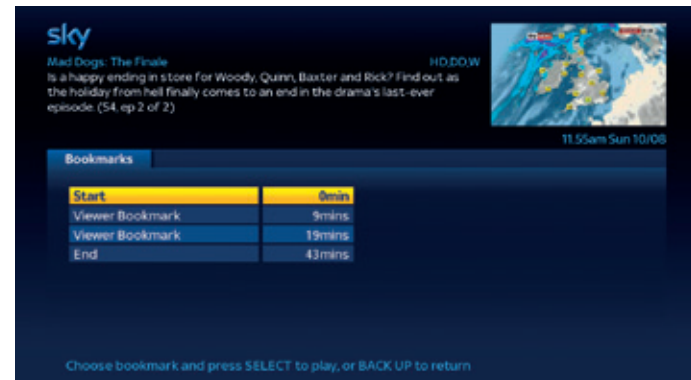 sky
Mad Dogs: The Finale HD,DD,W
Is a happy ending in store for Woody, Quinn, Baxter and Rick? Find out as
the holiday from hell finally comes to an end in the drama's last-ever
episode. (S4, ep 2 of 2)
11.55am Sun 10/08
Bookmarks
Start 0min
Viewer Bookmark 9mins
Viewer Bookmark 19mins
End 43mins
Choose bookmark and press SELECT to play, or BACK UP to return